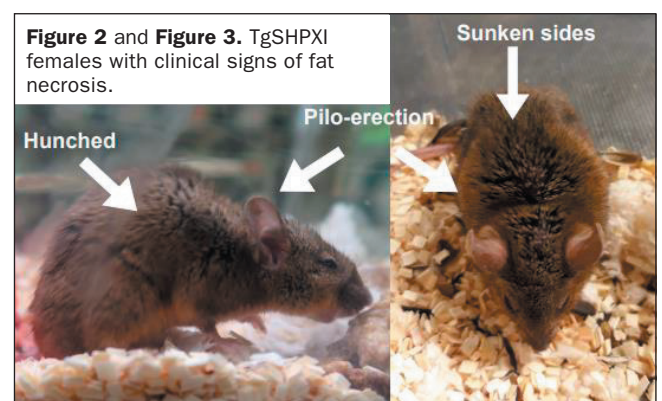 Figure 2 and Figure 3. TgSHPXI
females with clinical signs of fat
necrosis.
Sunken sides
Pilo-erection
Hunched